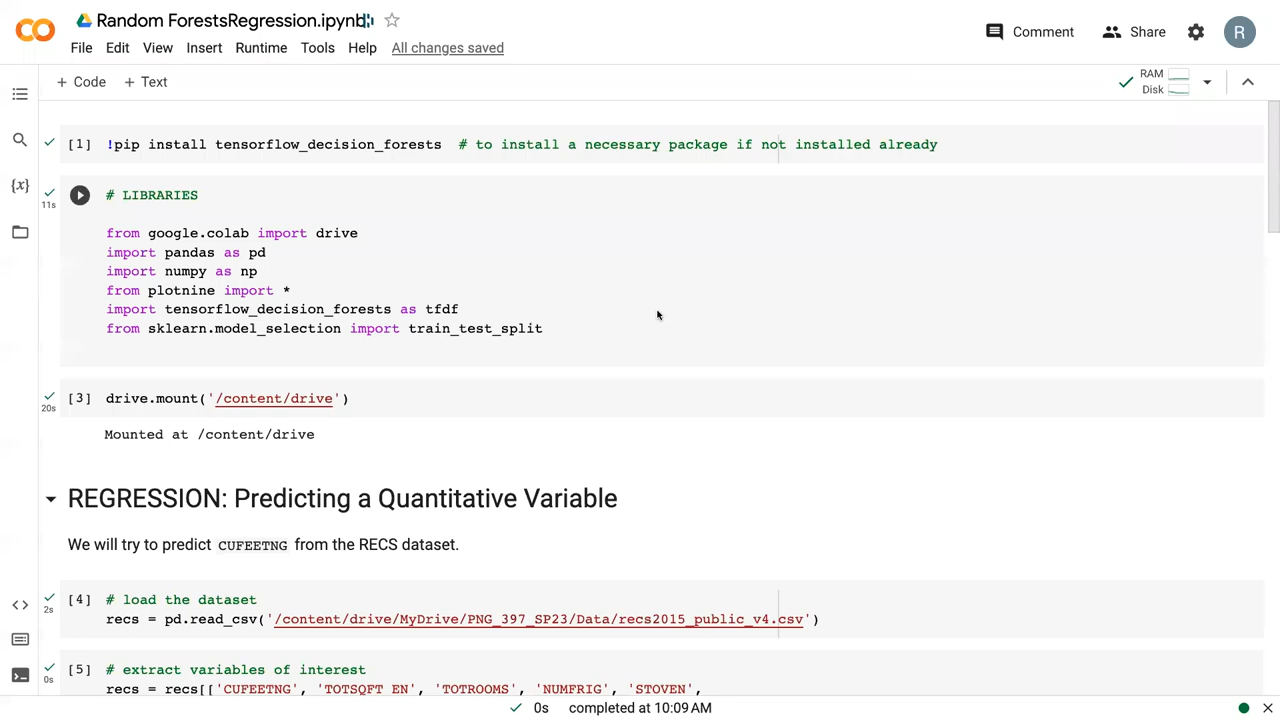 Random ForestsRegression.ipynb
File Edit View Insert Runtime Tools Help All changes saved
Comment Share R
+ Code + Text
RAM
Disk
[1] !pip install tensorflow_decision_forests # to install a necessary package if not installed already
# LIBRARIES
11s
from google.colab import drive
import pandas as pd
import numpy as np
from plotnine import *
import tensorflow_decision_forests as tfdf
from sklearn.model_selection import train_test_split
[3] drive.mount('/content/drive')
20s
Mounted at /content/drive
REGRESSION: Predicting a Quantitative Variable
We will try to predict CUFEETNG from the RECS dataset.
[4] # load the dataset
2s
recs = pd.read_csv('/content/drive/MyDrive/PNG_397_SP23/Data/recs2015_public_v4.csv')
[5] # extract variables of interest
0s
recs = recs[['CUFEETNG', 'TOTSQFT_EN', 'TOTROOMS', 'NUMFRIG', 'STOVEN',
0s completed at 10:09 AM